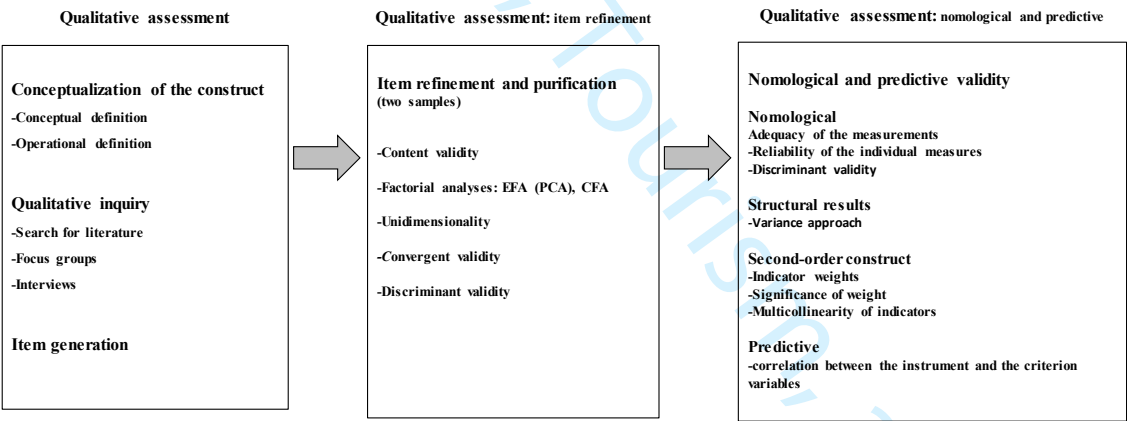 Qualitative assessment
Conceptualization of the construct
-Conceptual definition
-Operational definition
Qualitative inquiry
-Search for literature
-Focus groups
-Interviews
Item generation
Qualitative assessment: item refinement
Item refinement and purification
(two samples)
-Content validity
-Factorial analyses: EFA (PCA), CFA
-Unidimensionality
-Convergent validity
-Discriminant validity
Qualitative assessment: nomological and predictive
Nomological and predictive validity
Nomological
Adequacy of the measurements
-Reliability of the individual measures
-Discriminant validity
Structural results
-Variance approach
Second-order construct
-Indicator weights
-Significance of weight
-Multicollinearity of indicators
Predictive
-correlation between the instrument and the criterion
variables
, Tourism,